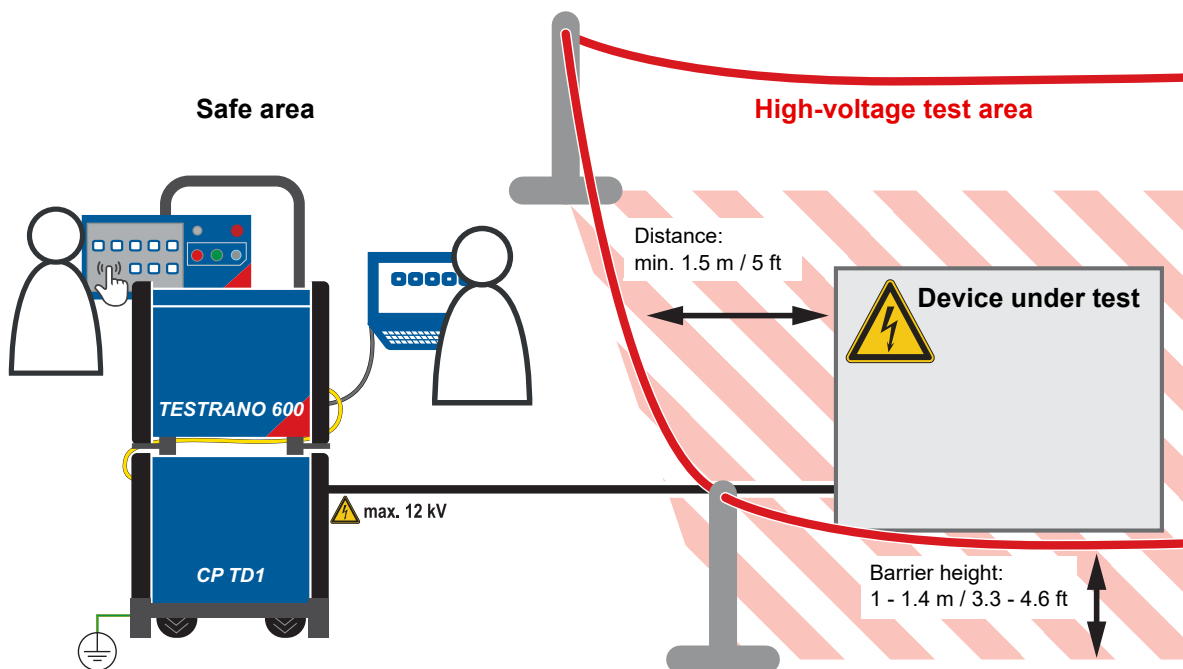 Safe area
High-voltage test area
Distance:
min. 1.5 m / 5 ft
Device under test
TESTRANO 600
max. 12 kV
CP TD1
Barrier height:
1 - 1.4 m / 3.3 - 4.6 ft